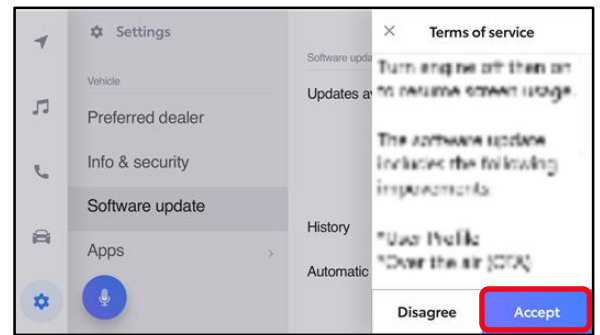 Settings
Vehicle
Preferred dealer
Info & security
Software update
Apps
Software upda
Updates a
History
Automatic
Terms of service
Turn engine off then on
to resume screen usage.
The software update
includes the following
*User Profile
*Over the air (OTA)
Disagree
Accept